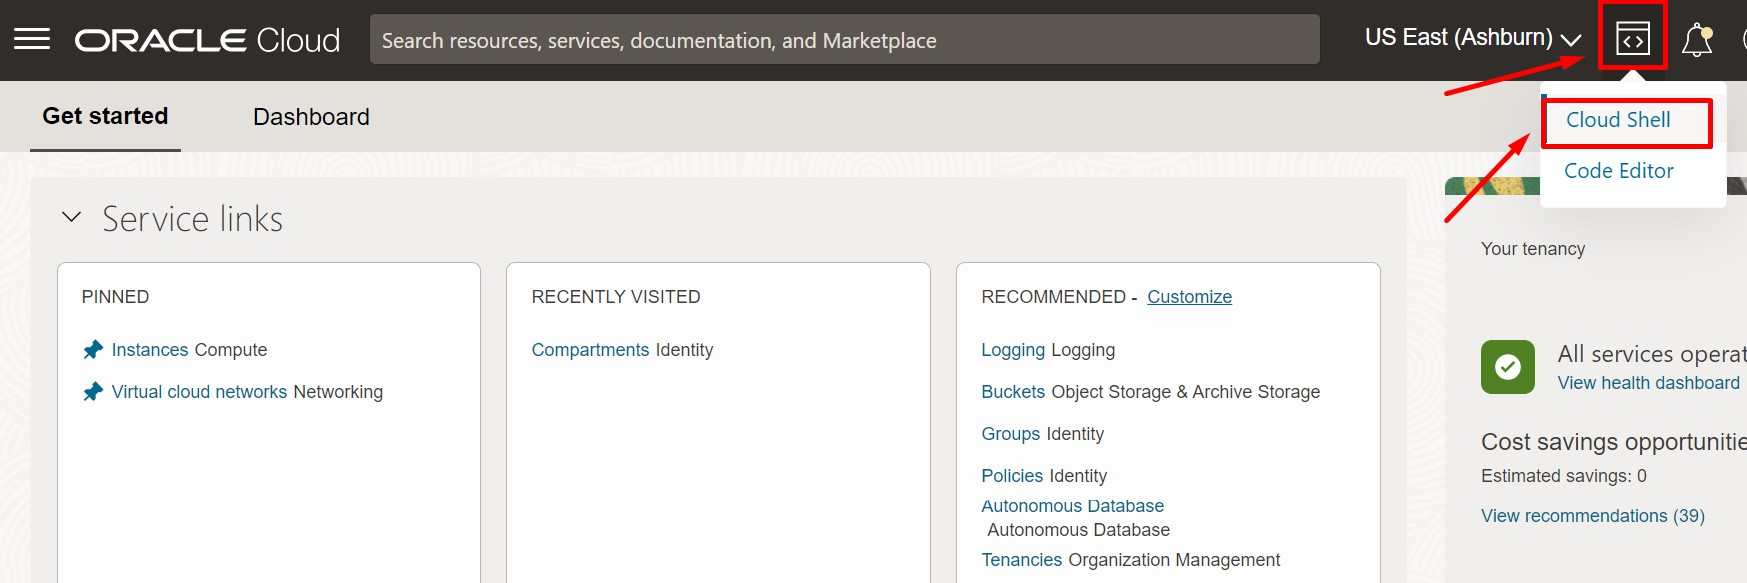 ORACLE Cloud
Search resources, services, documentation, and Marketplace
US East (Ashburn)
Cloud Shell
Code Editor
Get started
Dashboard
Service links
PINNED
Instances Compute
Virtual cloud networks Networking
RECENTLY VISITED
Compartments Identity
RECOMMENDED - Customize
Logging Logging
Buckets Object Storage & Archive Storage
Groups Identity
Policies Identity
Autonomous Database
Autonomous Database
Tenancies Organization Management
Your tenancy
All services operat
View health dashboard
Cost savings opportunitie
Estimated savings: 0
View recommendations (39)